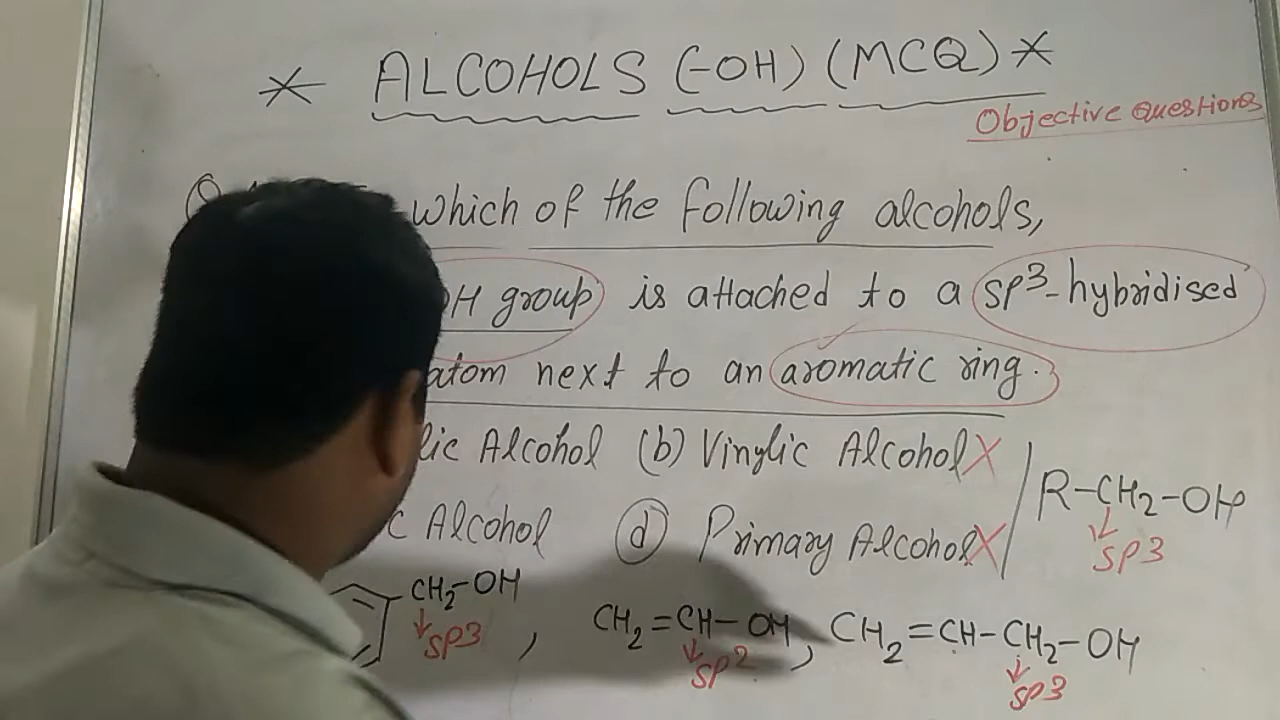 * ALCOHOLS (-OH) (MCQ) *
Objective Questions
which of the following alcohols,
group is attached to a sp³-hybridised
atom next to an aromatic ring.
Alcohol (b) Vinylic Alcohol X
Alcohol (d) Primary Alcohol X
R-CH₂-OH
sp3
CH₂-OH
sp3
,
CH₂=CH-OH
sp2
,
CH₂=CH-CH₂-OH
sp3